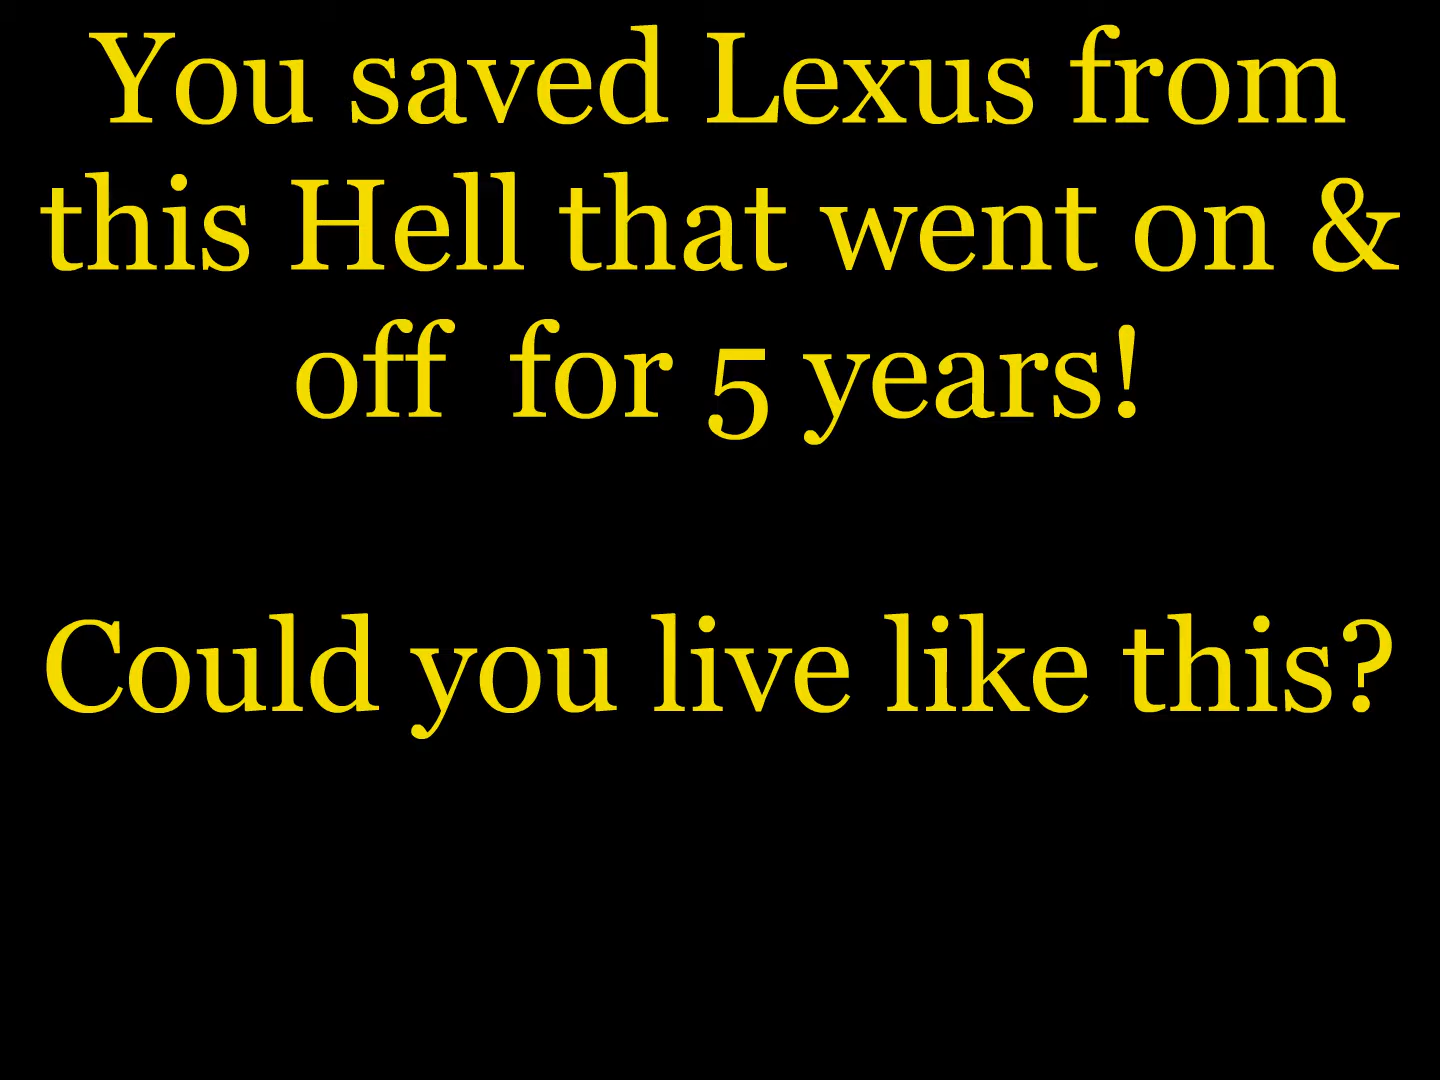 You saved Lexus from
this Hell that went on &
off  for 5 years!
Could you live like this?